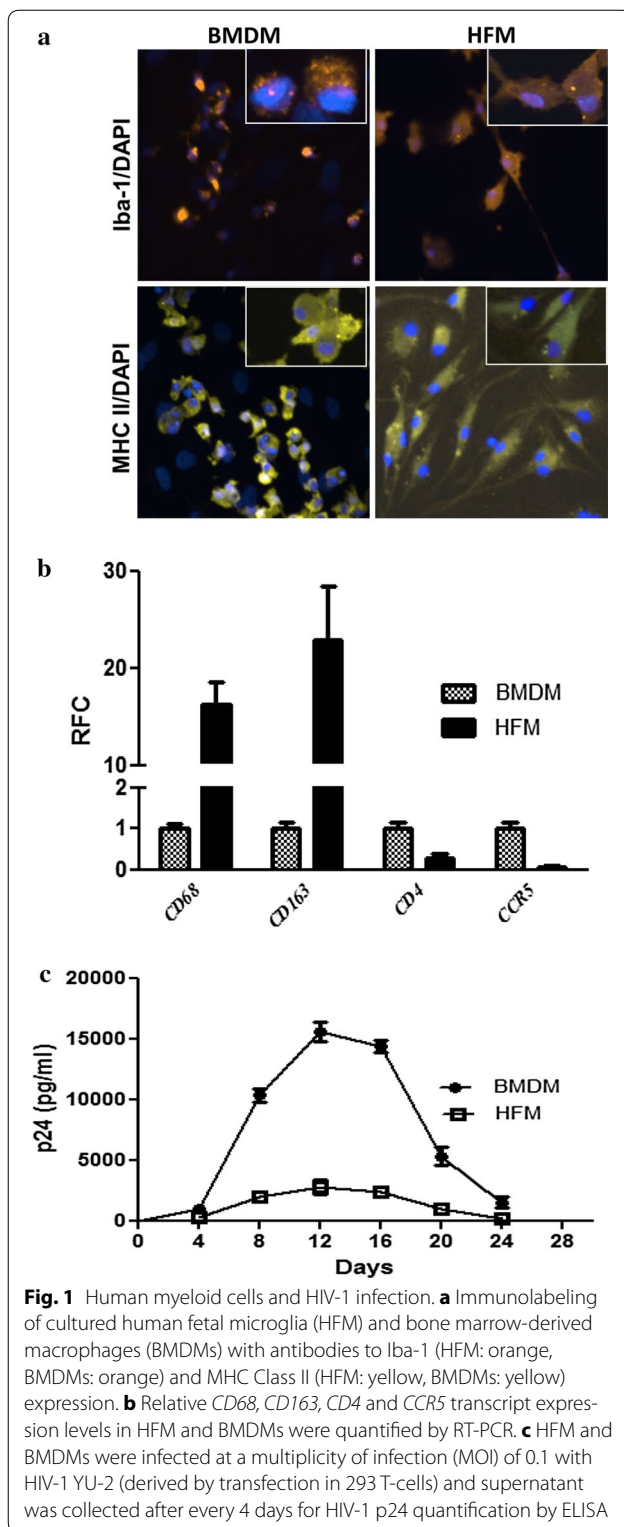 a
BMDM HFM
Iba-1/DAPI
MHC II/DAPI
b
30
20
10
2
1
0
RFC
BMDM
HFM
CD68 CD163 CD4 CCR5
c
20000
15000
10000
5000
0
p24 (pg/ml)
BMDM
HFM
0 4 8 12 16 20 24 28
Days
Fig. 1 Human myeloid cells and HIV-1 infection. a Immunolabeling
of cultured human fetal microglia (HFM) and bone marrow-derived
macrophages (BMDMs) with antibodies to Iba-1 (HFM: orange,
BMDMs: orange) and MHC Class II (HFM: yellow, BMDMs: yellow)
expression. b Relative CD68, CD163, CD4 and CCR5 transcript expres-
sion levels in HFM and BMDMs were quantified by RT-PCR. c HFM and
BMDMs were infected at a multiplicity of infection (MOI) of 0.1 with
HIV-1 YU-2 (derived by transfection in 293 T-cells) and supernatant
was collected after every 4 days for HIV-1 p24 quantification by ELISA